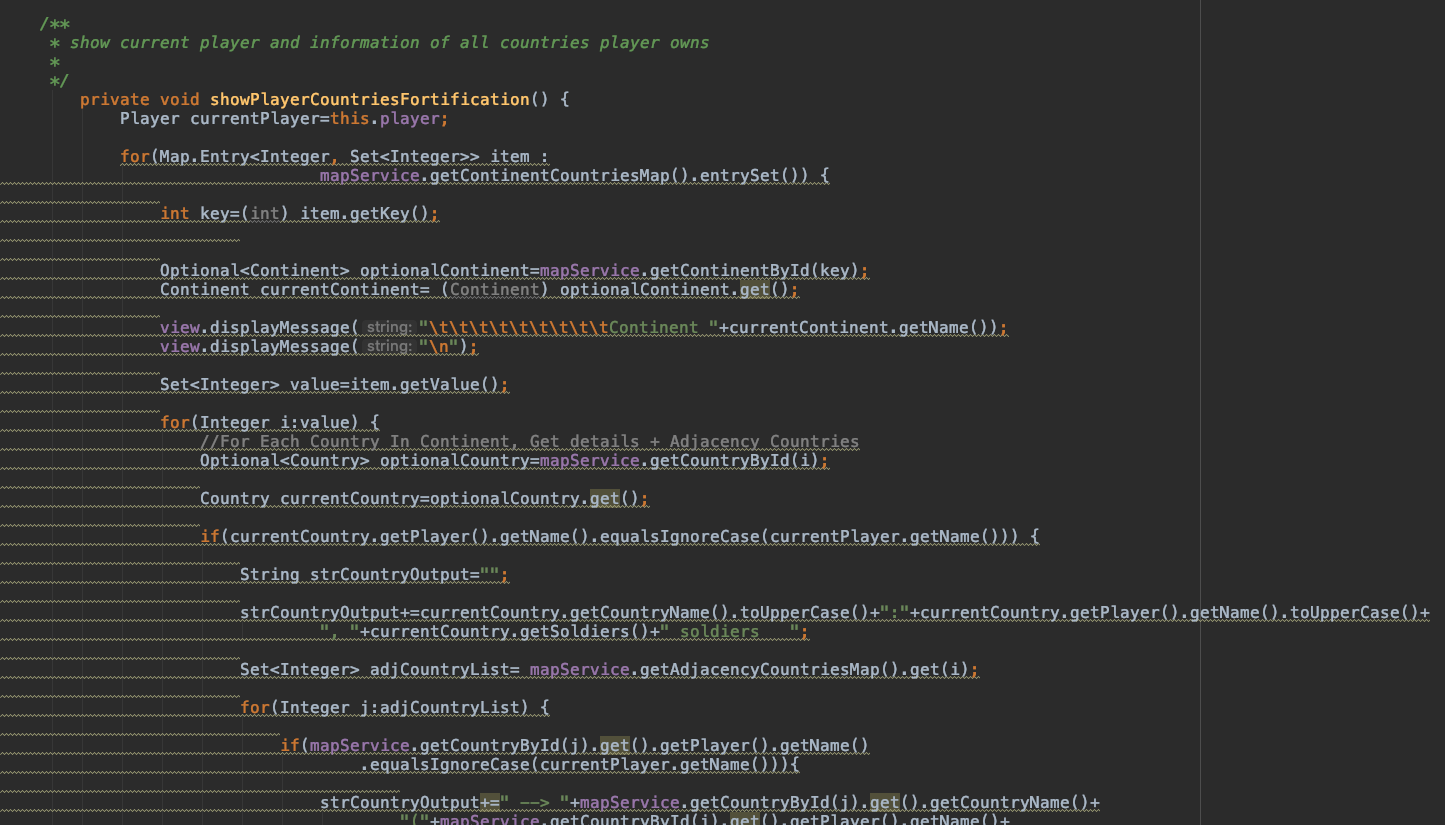 /**
* show current player and information of all countries player owns
*
*/
private void showPlayerCountriesFortification() {
Player currentPlayer=this.player;
for(Map.Entry<Integer, Set<Integer>> item :
mapService.getContinentCountriesMap().entrySet()) {
int key=(int) item.getKey();
Optional<Continent> optionalContinent=mapService.getContinentById(key);
Continent currentContinent= (Continent) optionalContinent.get();
view.displayMessage( string: "\t\t\t\t\t\t\t\t\tContinent "+currentContinent.getName());
view.displayMessage( string: "\n");
Set<Integer> value=item.getValue();
for(Integer i:value) {
//For Each Country In Continent, Get details + Adjacency Countries
Optional<Country> optionalCountry=mapService.getCountryById(i);
Country currentCountry=optionalCountry.get();
if(currentCountry.getPlayer().getName().equalsIgnoreCase(currentPlayer.getName())) {
String strCountryOutput="";
strCountryOutput+=currentCountry.getCountryName().toUpperCase()+":"+currentCountry.getPlayer().getName().toUpperCase()+
", "+currentCountry.getSoldiers()+" soldiers   ";
Set<Integer> adjCountryList= mapService.getAdjacencyCountriesMap().get(i);
for(Integer j:adjCountryList) {
if(mapService.getCountryById(j).get().getPlayer().getName()
.equalsIgnoreCase(currentPlayer.getName())){
strCountryOutput+=" --> "+mapService.getCountryById(j).get().getCountryName()+
"("+mapService.getCountryById(j).get().getPlayer().getName()+